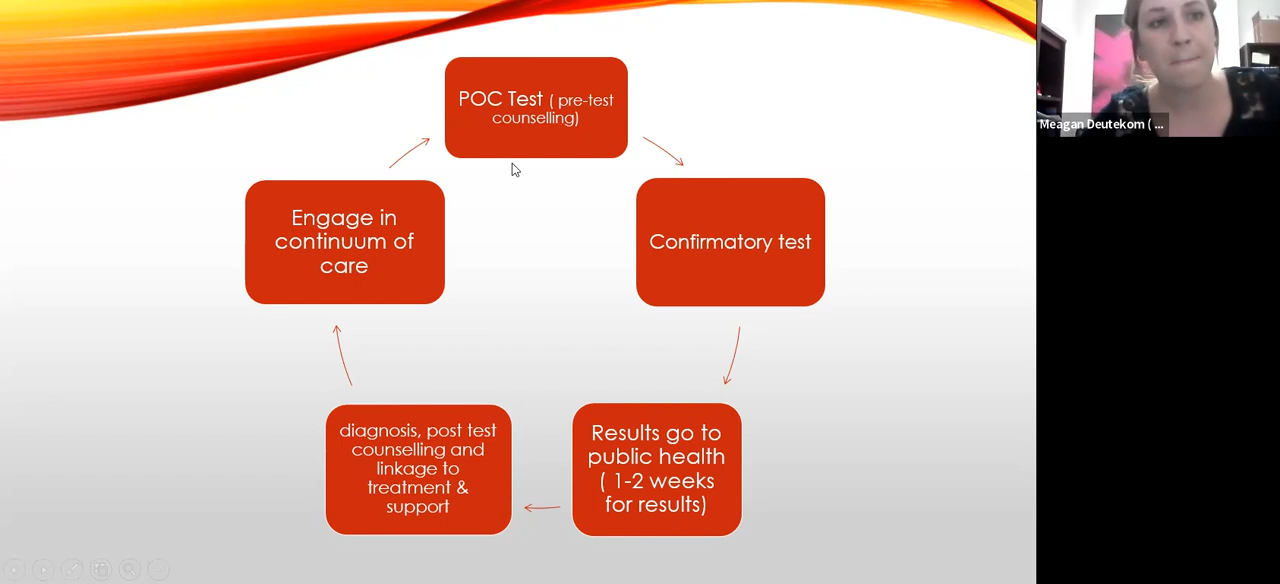 POC Test ( pre-test
counselling)
Engage in
continuum of
care
Confirmatory test
diagnosis, post test
counselling and
linkage to
treatment &
support
Results go to
public health
( 1-2 weeks
for results)
Meagan Deutekom ( ...